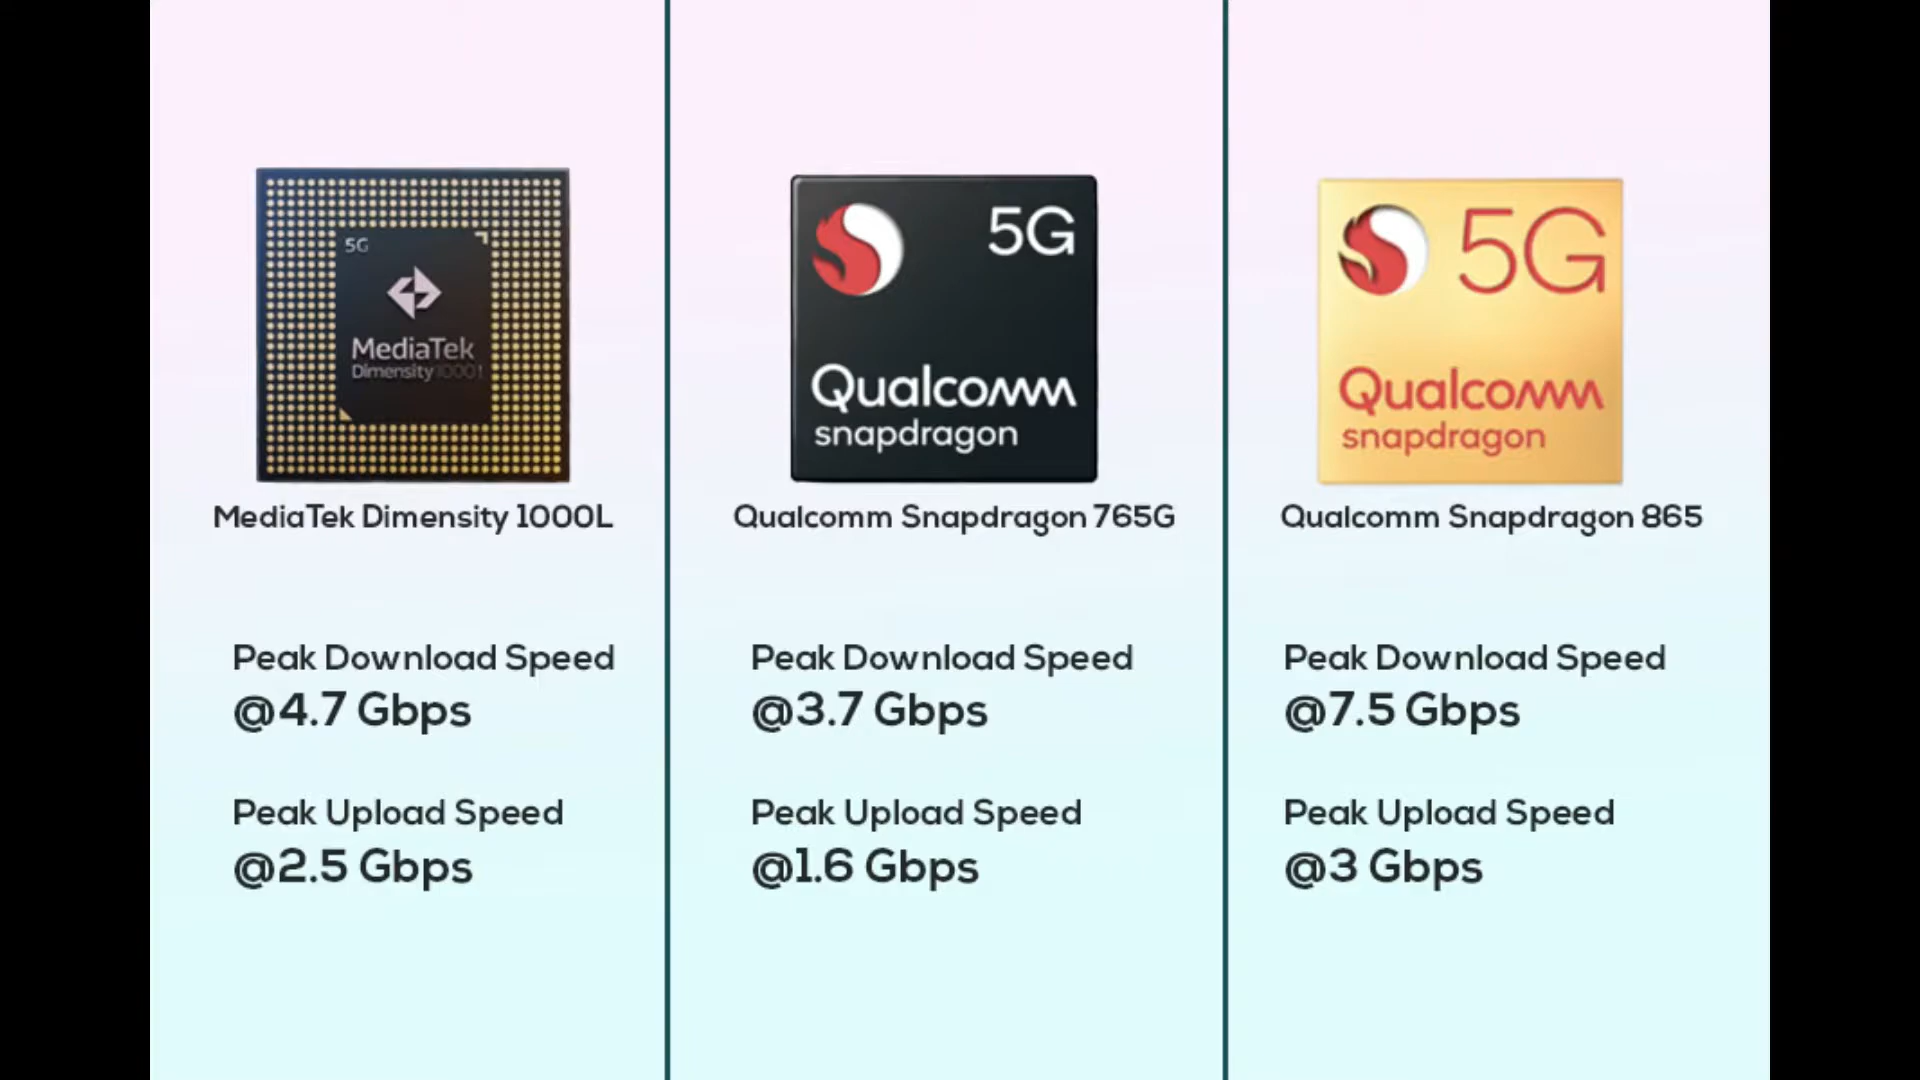 5G
MediaTek
Dimensity 1000
MediaTek Dimensity 1000L
Peak Download Speed
@4.7 Gbps
Peak Upload Speed
@2.5 Gbps
5G
Qualcomm
snapdragon
Qualcomm Snapdragon 765G
Peak Download Speed
@3.7 Gbps
Peak Upload Speed
@1.6 Gbps
5G
Qualcomm
snapdragon
Qualcomm Snapdragon 865
Peak Download Speed
@7.5 Gbps
Peak Upload Speed
@3 Gbps